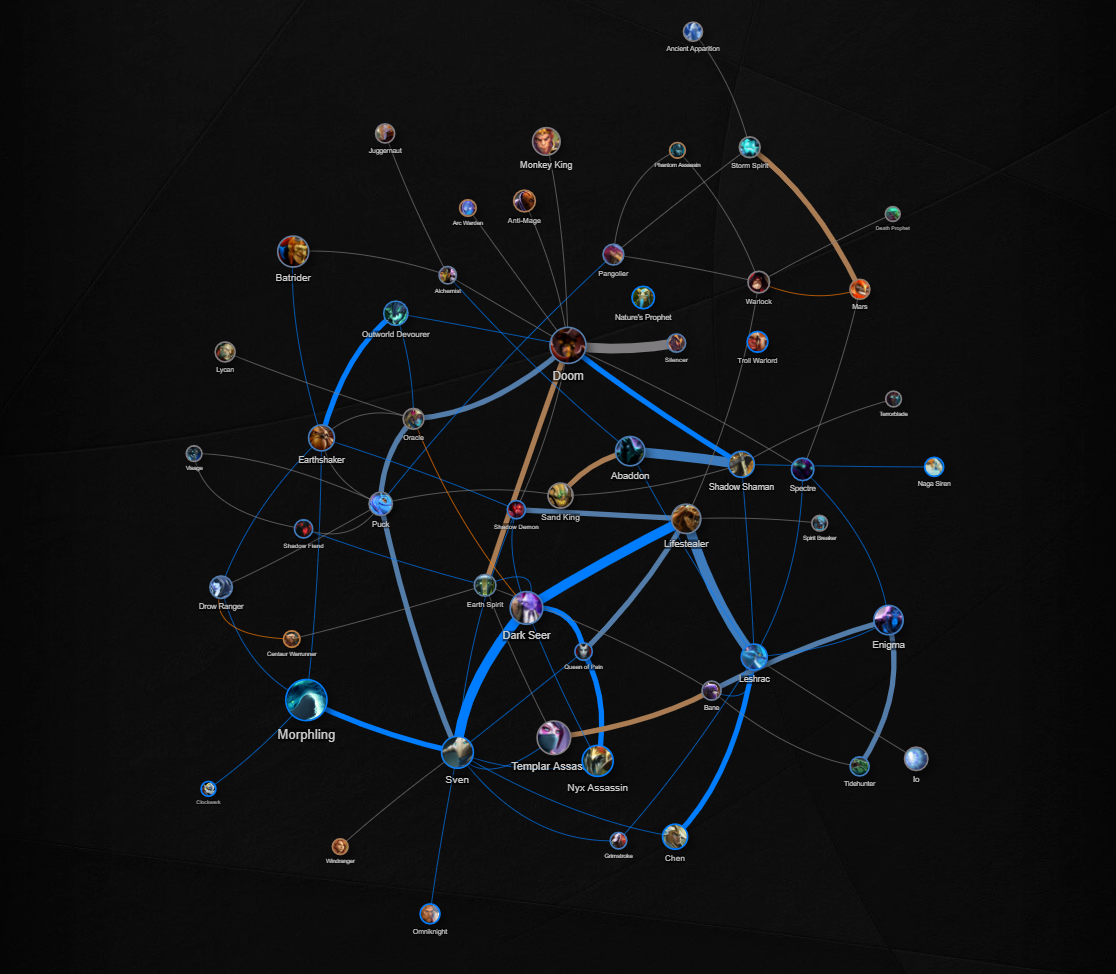 Ancient Apparition
Juggernaut
Monkey King
Phantom Assassin
Storm Spirit
Arc Warden
Anti-Mage
Death Prophet
Batrider
Pangolier
Alchemist
Warlock
Mars
Nature's Prophet
Outworld Devourer
Silencer
Troll Warlord
Lycan
Doom
Terrorblade
Oracle
Earthshaker
Visage
Abaddon
Shadow Shaman
Spectre
Naga Siren
Sand King
Puck
Shadow Demon
Spirit Breaker
Shadow Fiend
Lifestealer
Drow Ranger
Earth Spirit
Dark Seer
Enigma
Centaur Warrunner
Queen of Pain
Leshrac
Bane
Morphling
Templar Assas
Sven
Io
Tidehunter
Nyx Assassin
Clockwerk
Grimstroke
Chen
Windranger
Omniknight